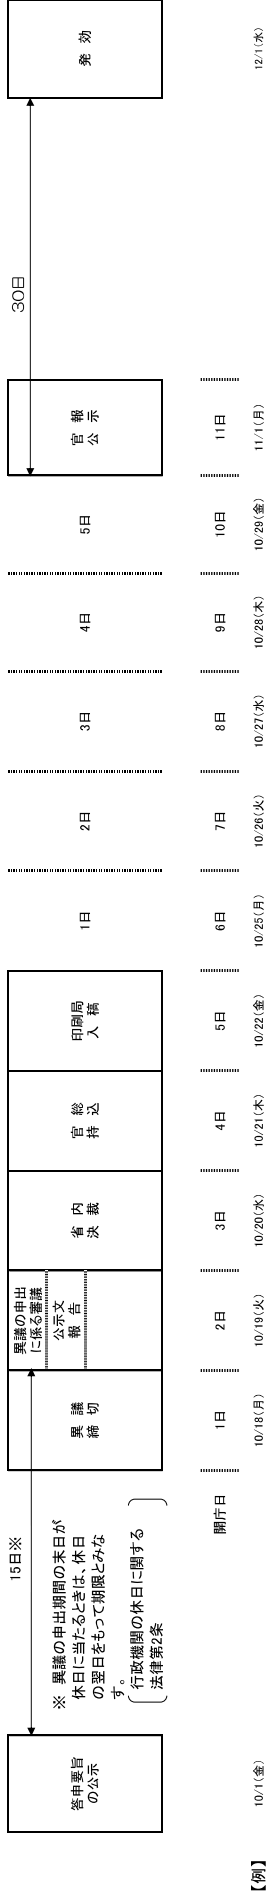 答申要旨
の公示
15日※
※ 異議の申出期間の末日が
休日に当たるときは、休日
の翌日をもって期限とみな
す。
行政機関の休日に関する
法律第2条
異議
締切
異議の申出
に係る審議
公示文
報告
省内
決裁
官総
持込
印刷局
入稿
1日
2日
3日
4日
5日
官報
公示
30日
発効
開庁日
1日
2日
3日
4日
5日
6日
7日
8日
9日
10日
11日
【例】
10/1(金)
10/18(月)
10/19(火)
10/20(水)
10/21(木)
10/22(金)
10/25(月)
10/26(火)
10/27(水)
10/28(木)
10/29(金)
11/1(月)
12/1(水)